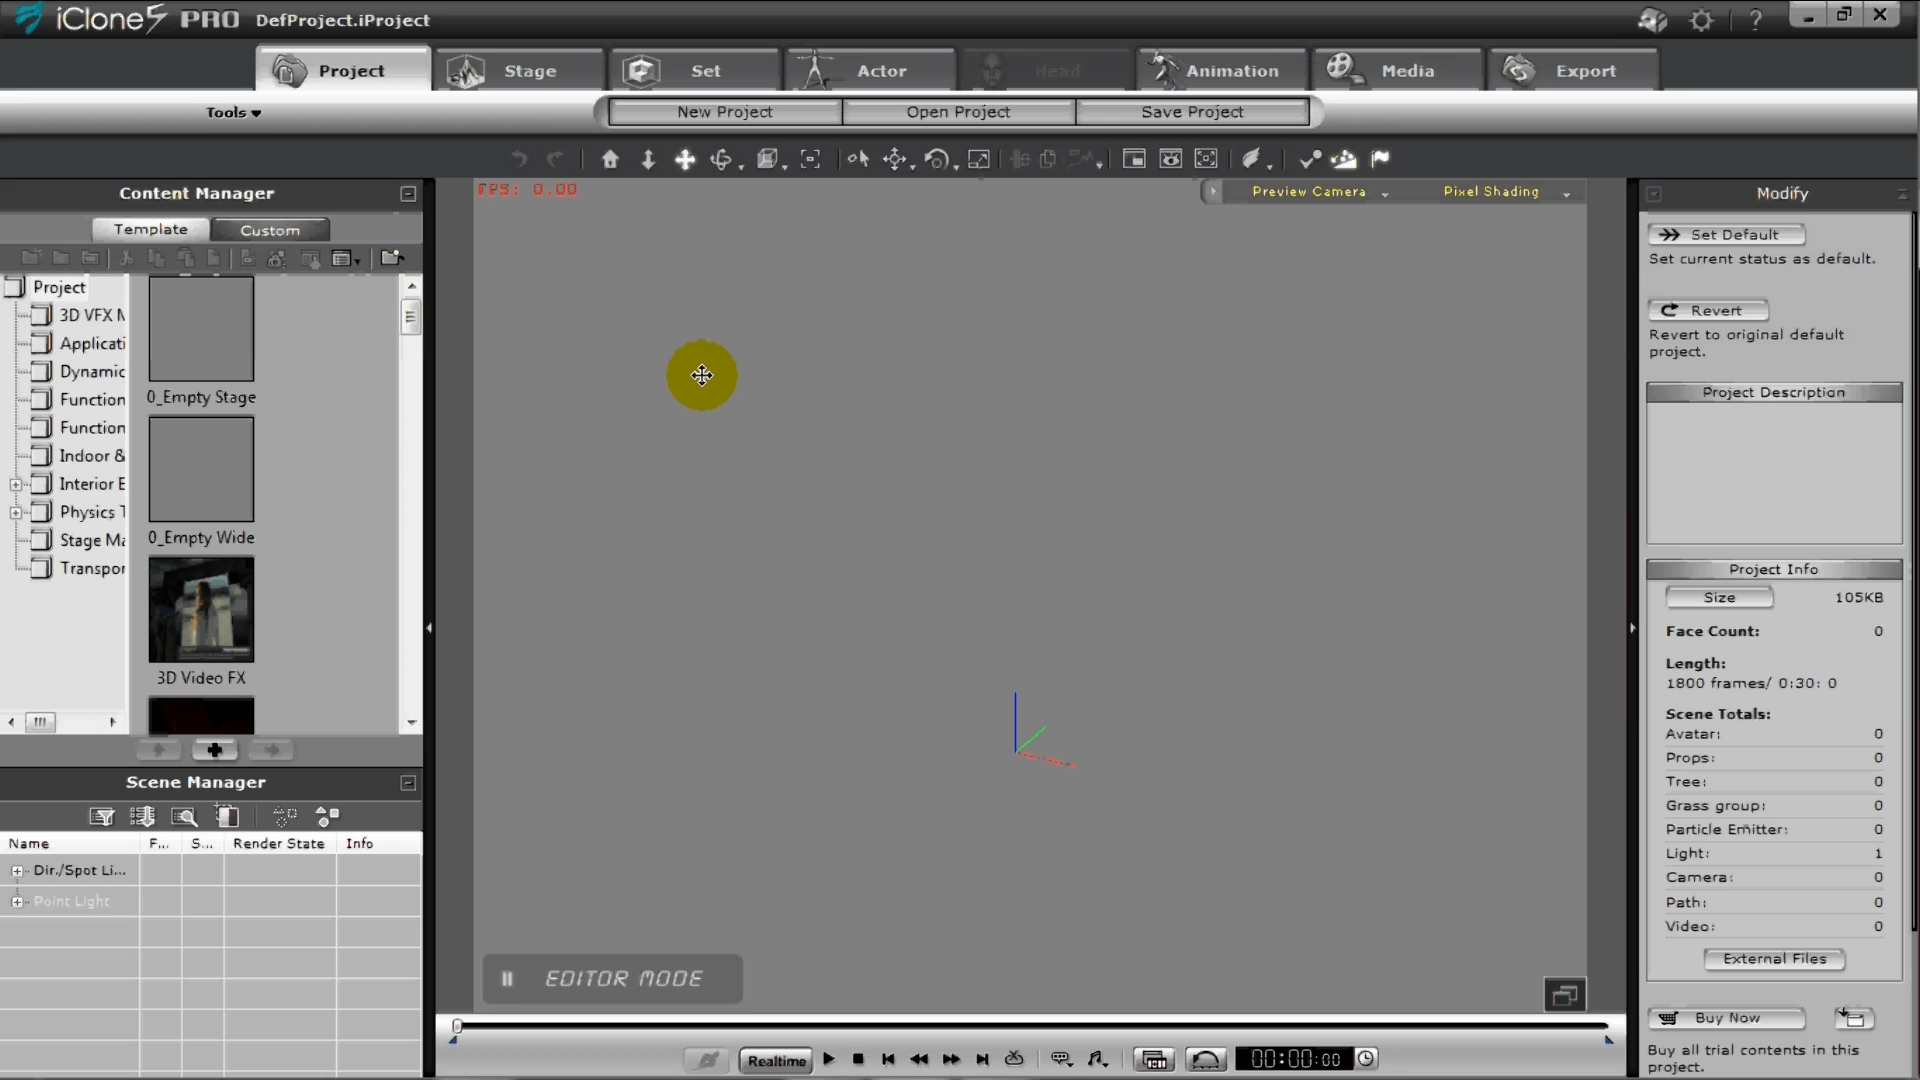 iClone5 PRO DefProject.iProject
Project Stage Set Actor Head Animation Media Export
Tools New Project Open Project Save Project
Content Manager
Template Custom
Project
3D VFX M
Applicati
Dynamic
Function
Function
Indoor &
Interior E
Physics T
Stage Ma
Transpor
0_Empty Stage
0_Empty Wide
3D Video FX
Scene Manager
Name F... S... Render State Info
Dir./Spot Li...
Point Light
FPS: 0.00
Preview Camera Pixel Shading
EDITOR MODE
Realtime 00:00:00
Modify
Set Default
Set current status as default.
Revert
Revert to original default
project.
Project Description
Project Info
Size 105KB
Face Count: 0
Length:
1800 frames/ 0:30: 0
Scene Totals:
Avatar: 0
Props: 0
Tree: 0
Grass group: 0
Particle Emitter: 0
Light: 1
Camera: 0
Path: 0
Video: 0
External Files
Buy Now
Buy all trial contents in this
project.